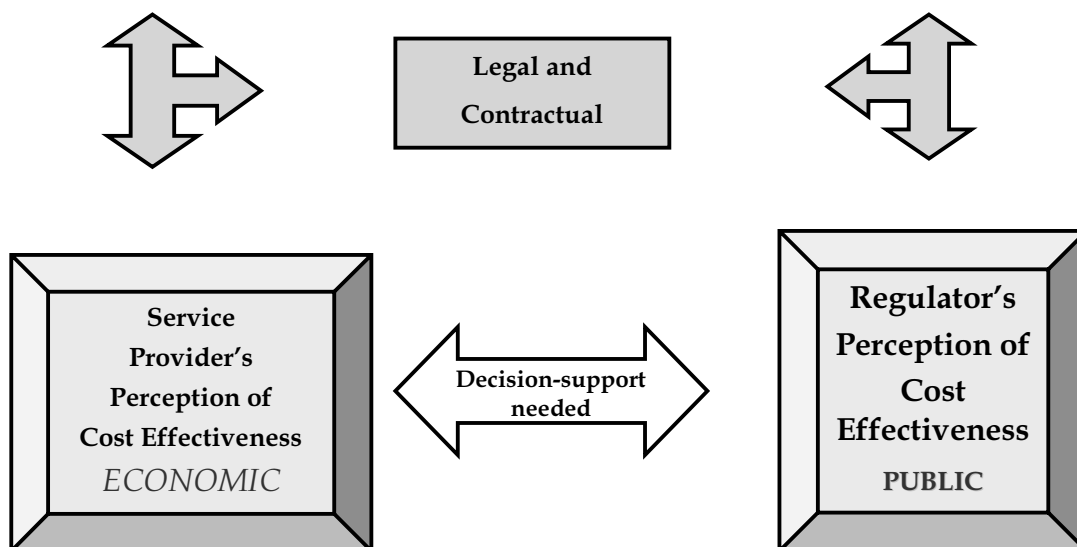 Legal and
Contractual
Service
Provider’s
Perception of
Cost Effectiveness
ECONOMIC
Decision-support
needed
Regulator’s
Perception of
Cost
Effectiveness
PUBLIC